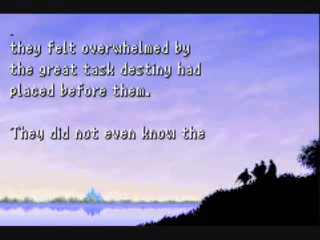 they felt overwhelmed by
the great task destiny had
placed before them.
They did not even know the